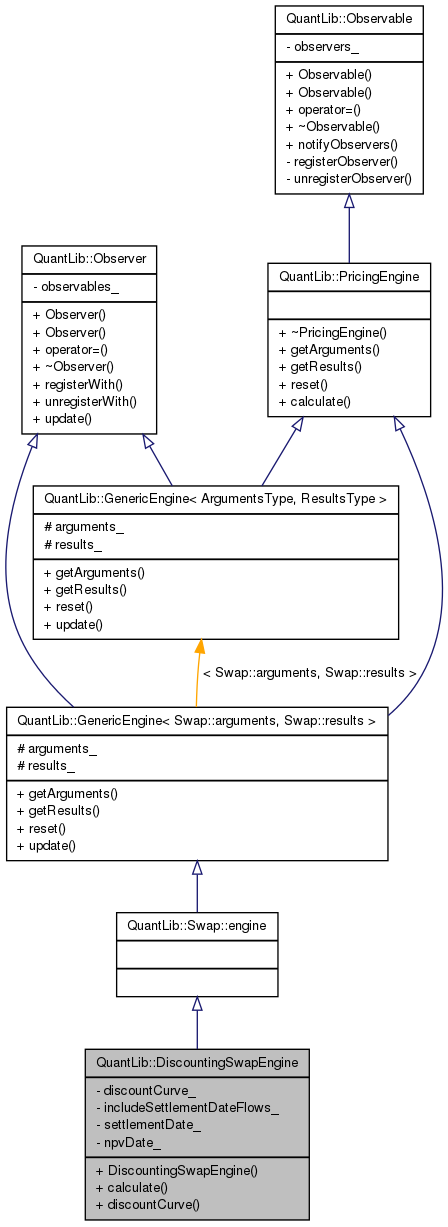 QuantLib::Observable
- observers_
+ Observable()
+ Observable()
+ operator=()
+ ~Observable()
+ notifyObservers()
- registerObserver()
- unregisterObserver()
QuantLib::Observer
- observables_
+ Observer()
+ Observer()
+ operator=()
+ ~Observer()
+ registerWith()
+ unregisterWith()
+ update()
QuantLib::PricingEngine
+ ~PricingEngine()
+ getArguments()
+ getResults()
+ reset()
+ calculate()
QuantLib::GenericEngine< ArgumentsType, ResultsType >
# arguments_
# results_
+ getArguments()
+ getResults()
+ reset()
+ update()
< Swap::arguments, Swap::results >
QuantLib::GenericEngine< Swap::arguments, Swap::results >
# arguments_
# results_
+ getArguments()
+ getResults()
+ reset()
+ update()
QuantLib::Swap::engine
QuantLib::DiscountingSwapEngine
- discountCurve_
- includeSettlementDateFlows_
- settlementDate_
- npvDate_
+ DiscountingSwapEngine()
+ calculate()
+ discountCurve()